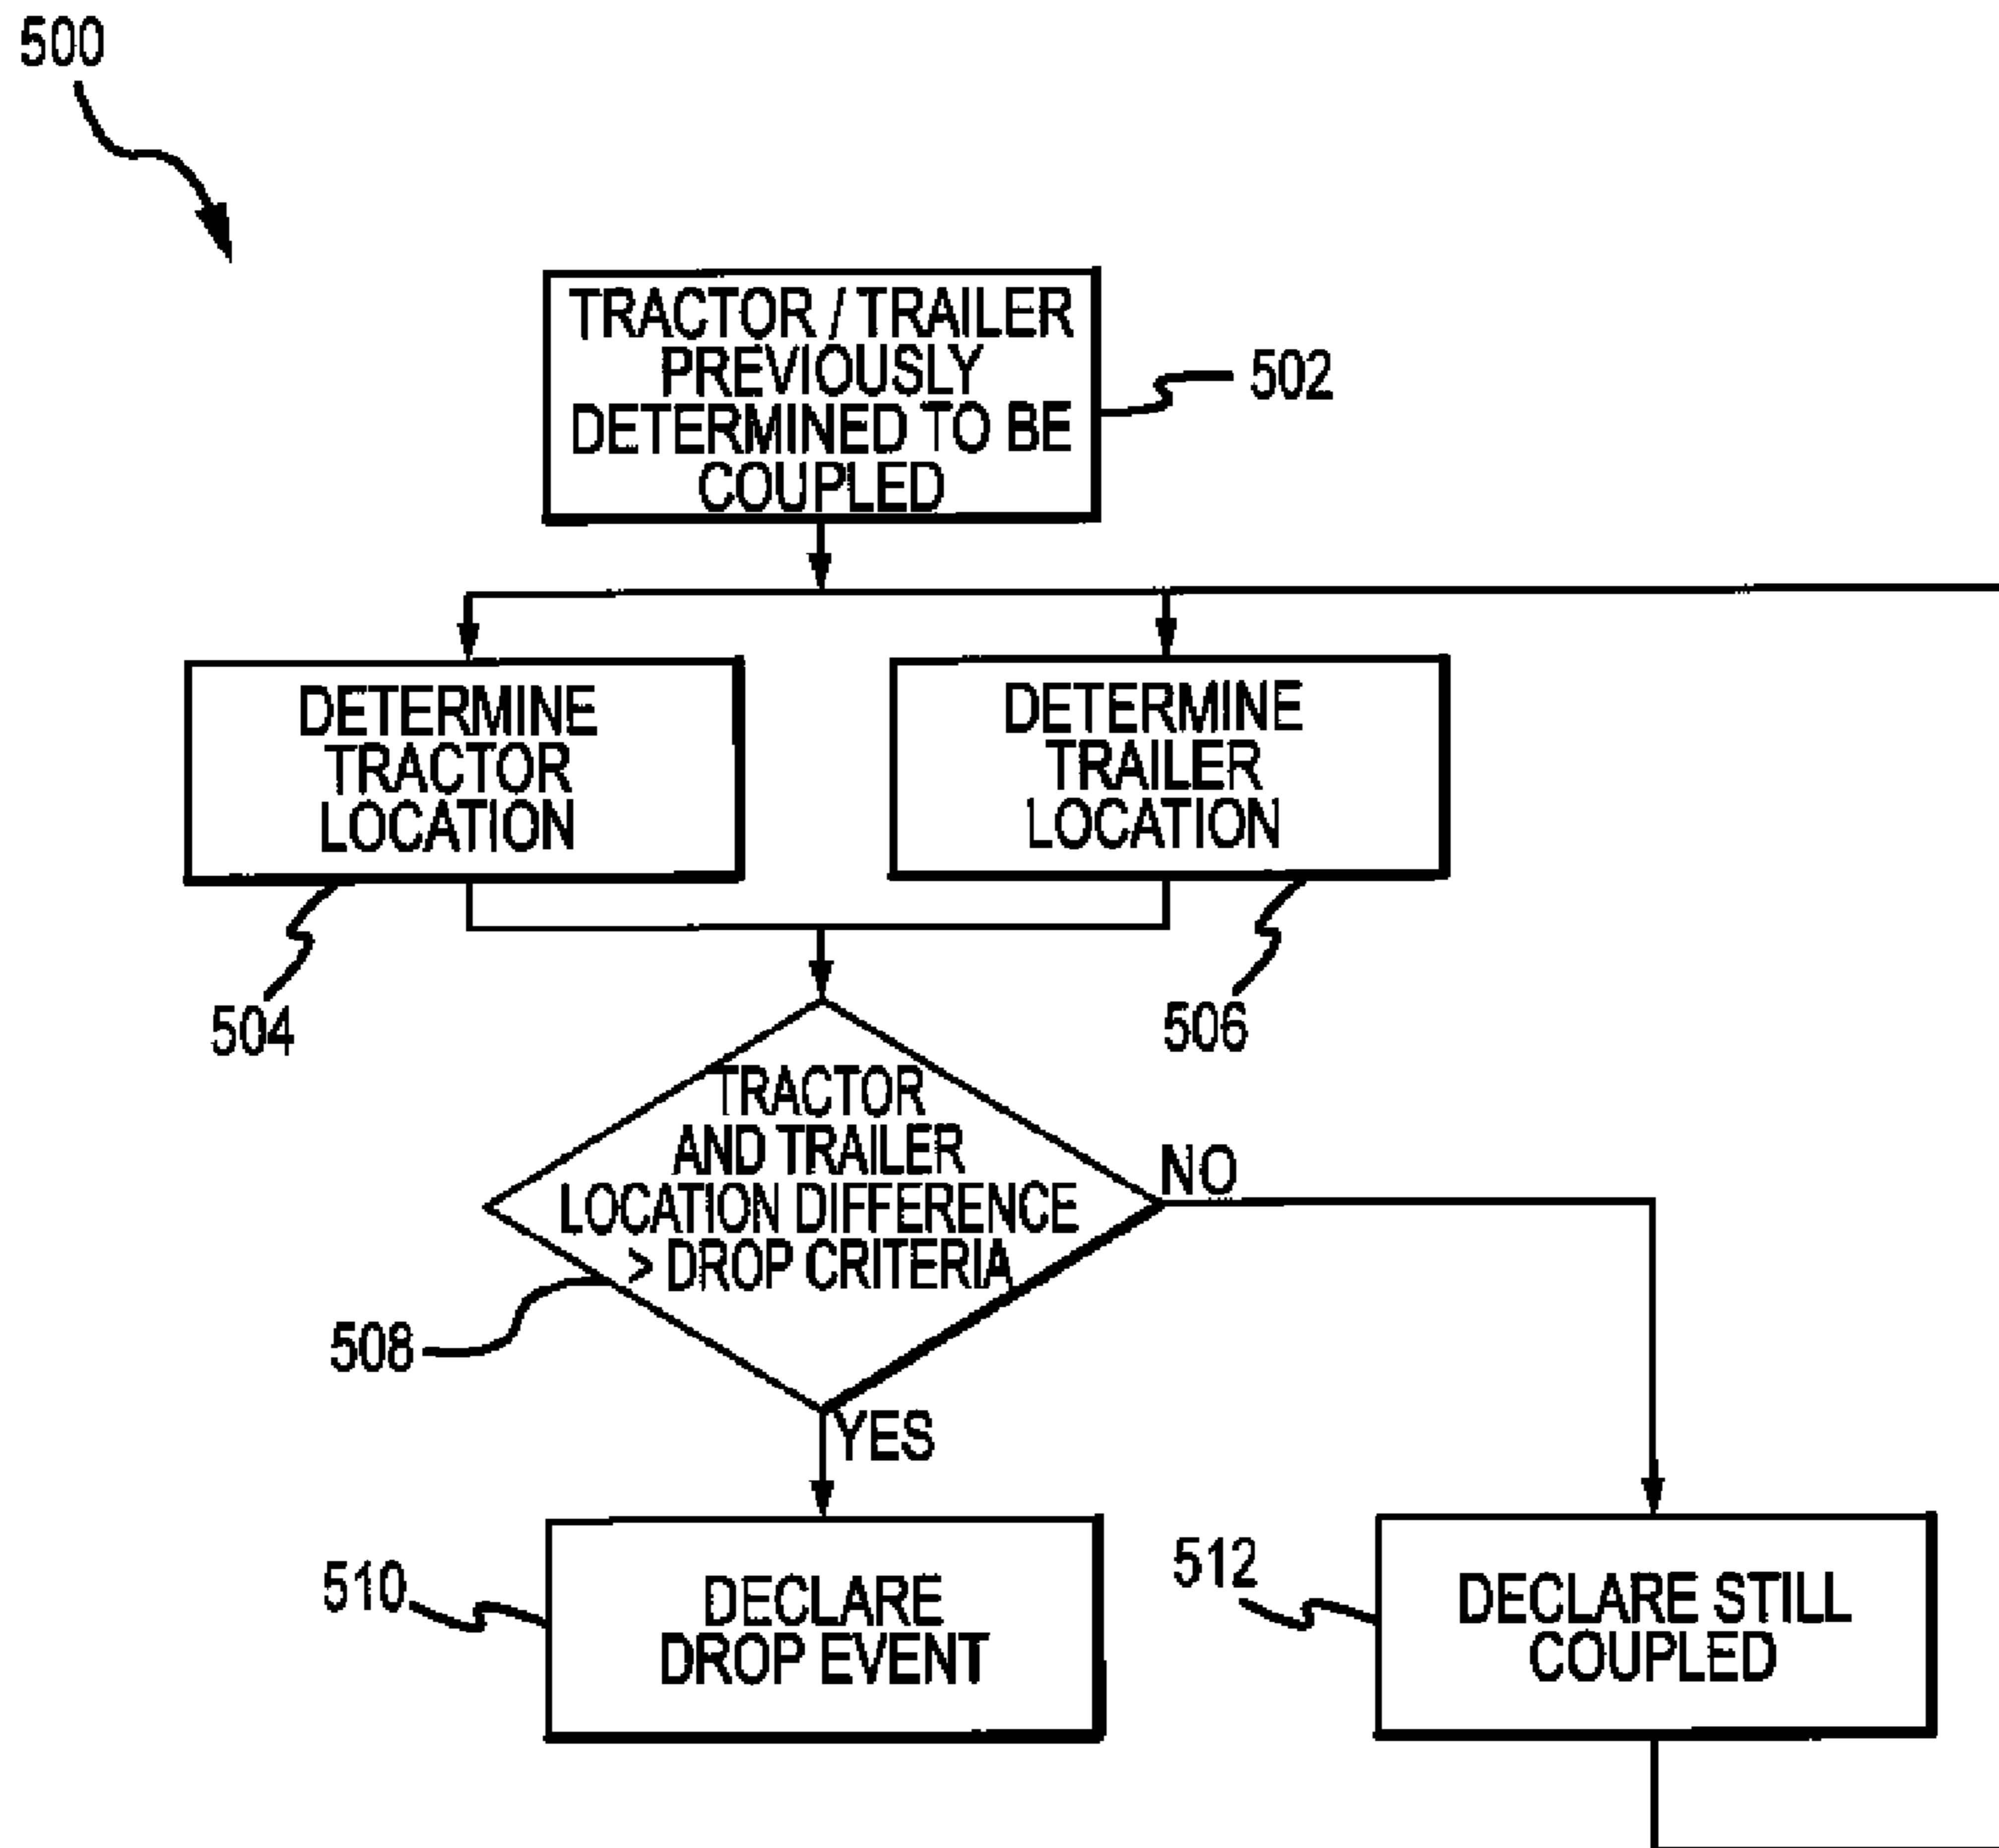 500
TRACTOR / TRAILER
PREVIOUSLY
DETERMINED TO BE
COUPLED
502
DETERMINE
TRACTOR
LOCATION
DETERMINE
TRAILER
LOCATION
504
506
TRACTOR
AND TRAILER
LOCATION DIFFERENCE
> DROP CRITERIA
NO
508
YES
510
DECLARE
DROP EVENT
512
DECLARE STILL
COUPLED